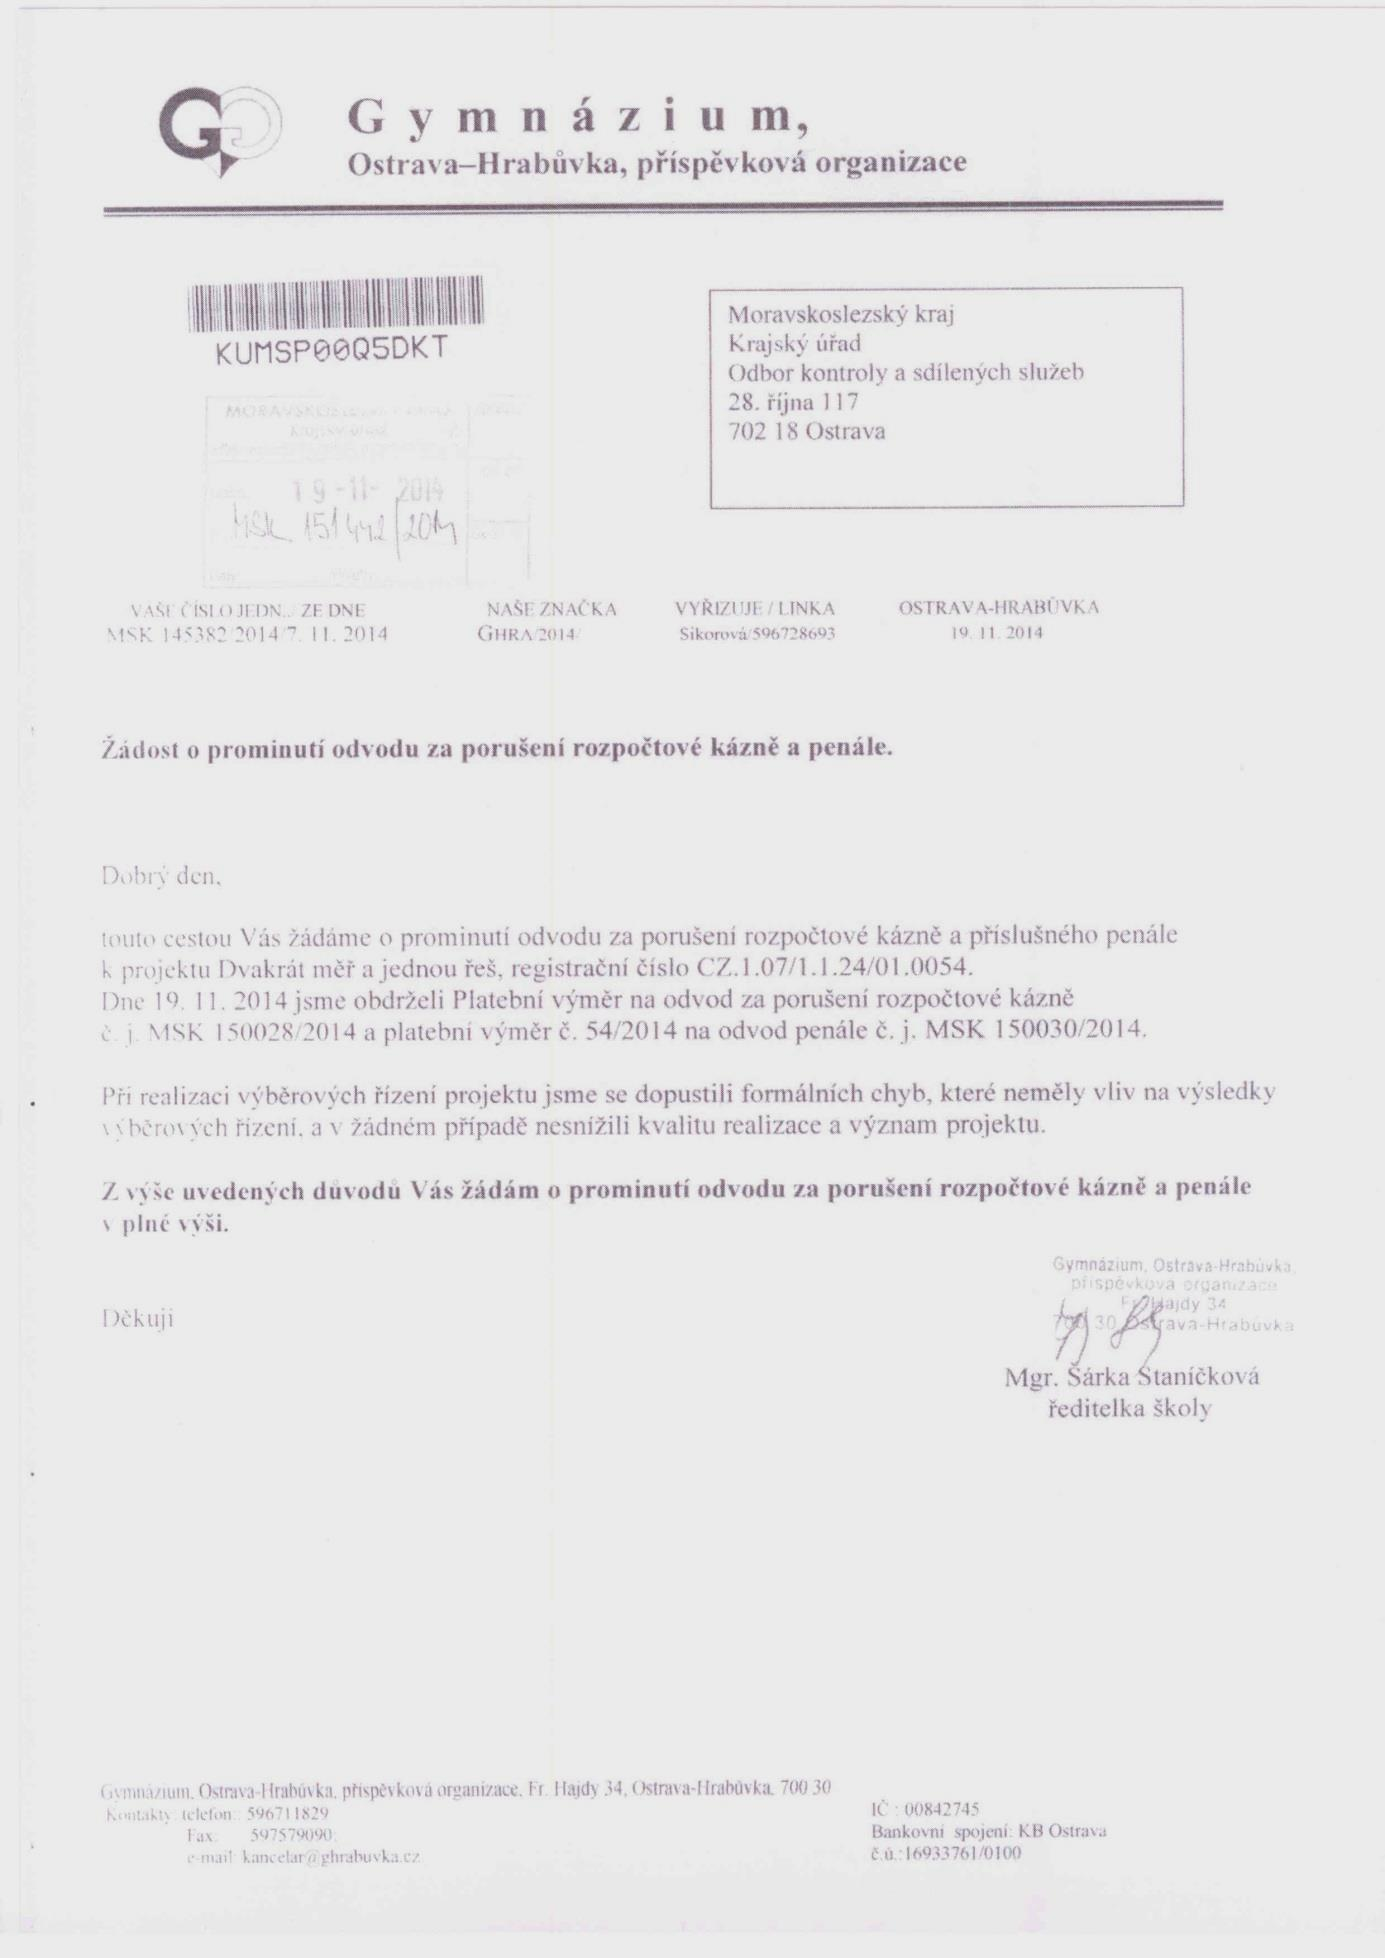 G y m n á z i u m,
Ostrava–Hrabůvka, příspěvková organizace
KUMSP00Q5DKT
Moravskoslezský kraj
Krajský úřad
Odbor kontroly a sdílených služeb
28. října 117
702 18 Ostrava
19 -11- 2014
MSK 151442/2014
VAŠE ČÍSLO JEDN../ ZE DNE NAŠE ZNAČKA VYŘIZUJE / LINKA OSTRAVA-HRABŮVKA
MSK 145382/2014/7. 11. 2014 GHRA/2014/ Sikorová/596728693 19. 11. 2014
Žádost o prominutí odvodu za porušení rozpočtové kázně a penále.
Dobrý den,
touto cestou Vás žádáme o prominutí odvodu za porušení rozpočtové kázně a příslušného penále
k projektu Dvakrát měř a jednou řeš, registrační číslo CZ.1.07/1.1.24/01.0054.
Dne 19. 11. 2014 jsme obdrželi Platební výměr na odvod za porušení rozpočtové kázně
č. j. MSK 150028/2014 a platební výměr č. 54/2014 na odvod penále č. j. MSK 150030/2014.
Při realizaci výběrových řízení projektu jsme se dopustili formálních chyb, které neměly vliv na výsledky
výběrových řízení, a v žádném případě nesnížili kvalitu realizace a význam projektu.
Z výše uvedených důvodů Vás žádám o prominutí odvodu za porušení rozpočtové kázně a penále
v plné výši.
Gymnázium, Ostrava-Hrabůvka,
příspěvková organizace
Fr. Hajdy 34
700 30 Ostrava-Hrabůvka
Děkuji
Mgr. Šárka Staníčková
ředitelka školy
Gymnázium, Ostrava-Hrabůvka, příspěvková organizace, Fr. Hajdy 34, Ostrava-Hrabůvka, 700 30
Kontakty: telefon.: 596711829
Fax: 597579090;
e-mail: kancelar@ghrabuvka.cz
IČ : 00842745
Bankovní spojení: KB Ostrava
č.ú.:16933761/0100